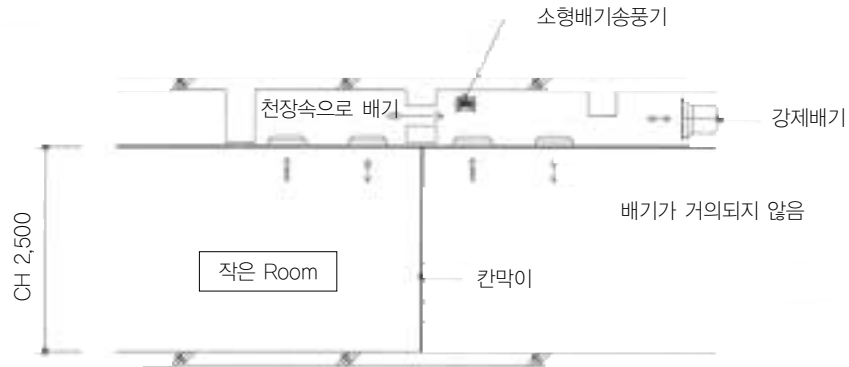 소형배기송풍기
천장속으로 배기
강제배기
배기가 거의되지 않음
CH 2,500
작은 Room
칸막이